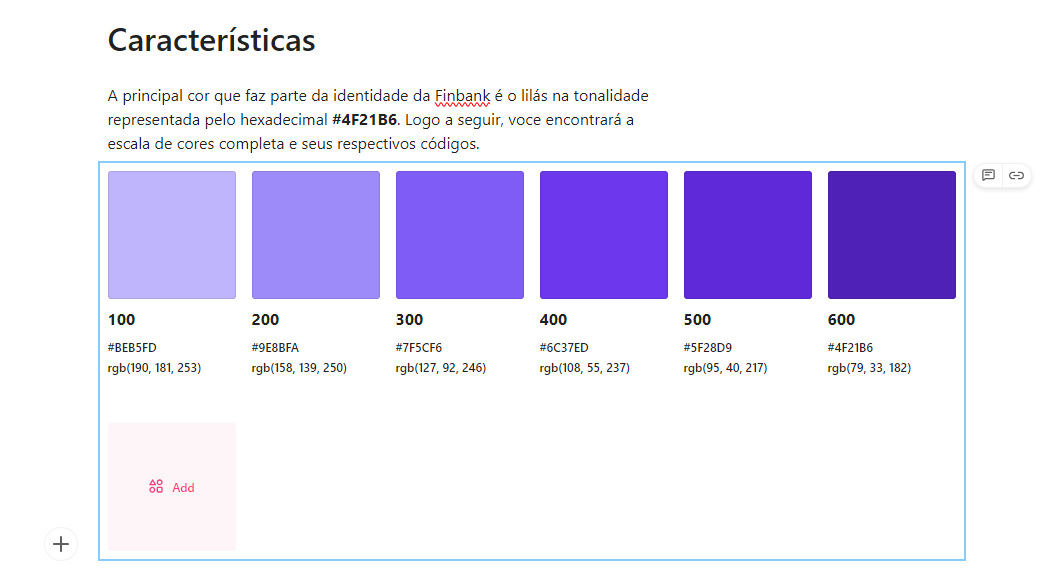 Características
A principal cor que faz parte da identidade da Finbank é o lilás na tonalidade
representada pelo hexadecimal #4F21B6. Logo a seguir, voce encontrará a
escala de cores completa e seus respectivos códigos.
100 200 300 400 500 600
#BEB5FD #9E8BFA #7F5CF6 #6C37ED #5F28D9 #4F21B6
rgb(190, 181, 253) rgb(158, 139, 250) rgb(127, 92, 246) rgb(108, 55, 237) rgb(95, 40, 217) rgb(79, 33, 182)
Add